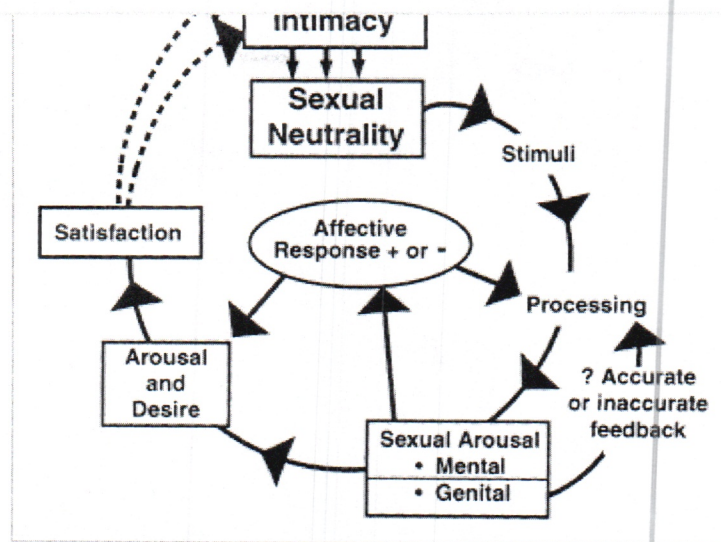 Intimacy
Sexual
Neutrality
Stimuli
Satisfaction
Affective
Response + or -
Processing
Arousal
and
Desire
? Accurate
or inaccurate
feedback
Sexual Arousal
• Mental
• Genital